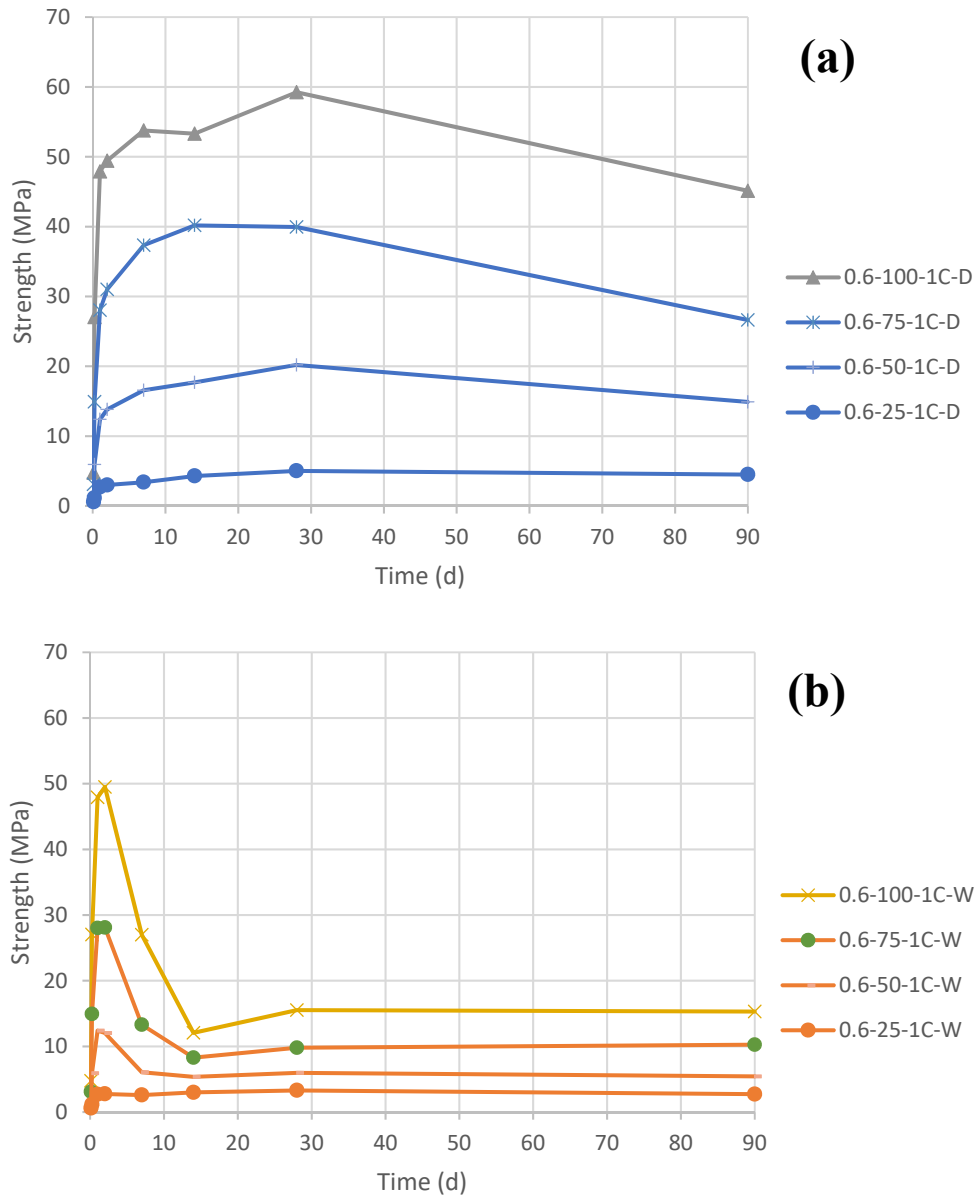 (a)
70
60
50
40
30
20
10
0
Strength (MPa)
0 10 20 30 40 50 60 70 80 90
Time (d)
0.6-100-1C-D
0.6-75-1C-D
0.6-50-1C-D
0.6-25-1C-D
(b)
70
60
50
40
30
20
10
0
Strength (MPa)
0 10 20 30 40 50 60 70 80 90
Time (d)
0.6-100-1C-W
0.6-75-1C-W
0.6-50-1C-W
0.6-25-1C-W